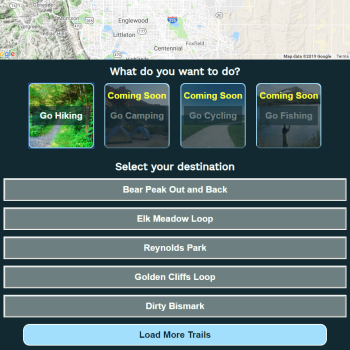 Englewood
Littleton
Foxfield
Centennial
Map data ©2019 Google
Terms
What do you want to do?
Coming Soon
Coming Soon
Coming Soon
Go Hiking
Go Camping
Go Cycling
Go Fishing
Select your destination
Bear Peak Out and Back
Elk Meadow Loop
Reynolds Park
Golden Cliffs Loop
Dirty Bismark
Load More Trails